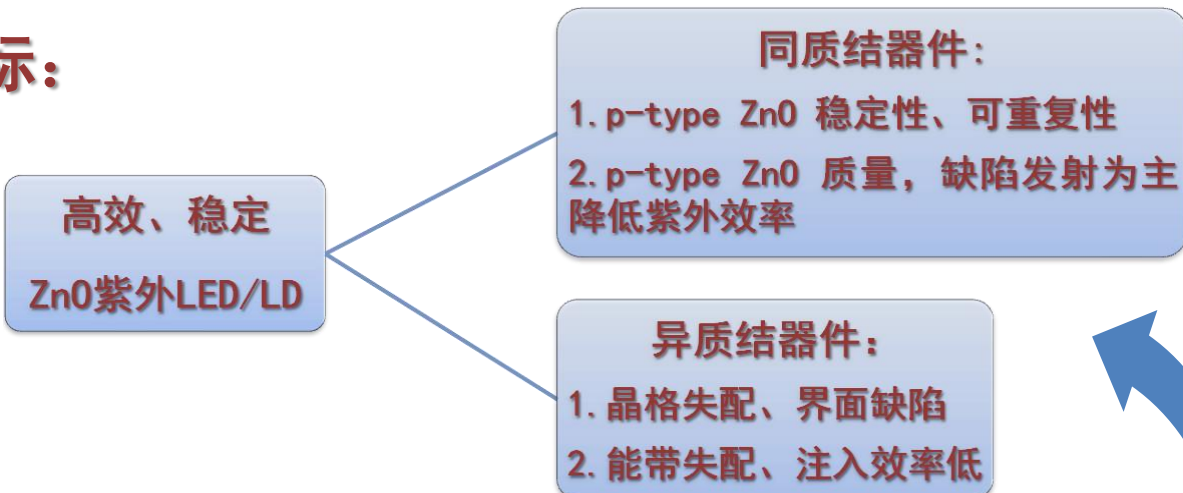 标：
高效、稳定
ZnO紫外LED/LD
同质结器件：
1.p-type ZnO 稳定性、可重复性
2.p-type ZnO 质量，缺陷发射为主
降低紫外效率
异质结器件：
1.晶格失配、界面缺陷
2.能带失配、注入效率低